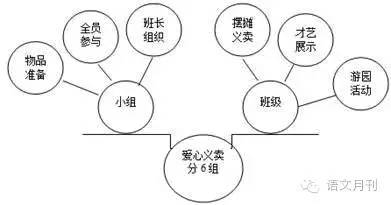 物品
准备
全员
参与
班长
组织
小组
摆摊
义卖
才艺
展示
游园
活动
班级
爱心义卖
分6组
语文月刊